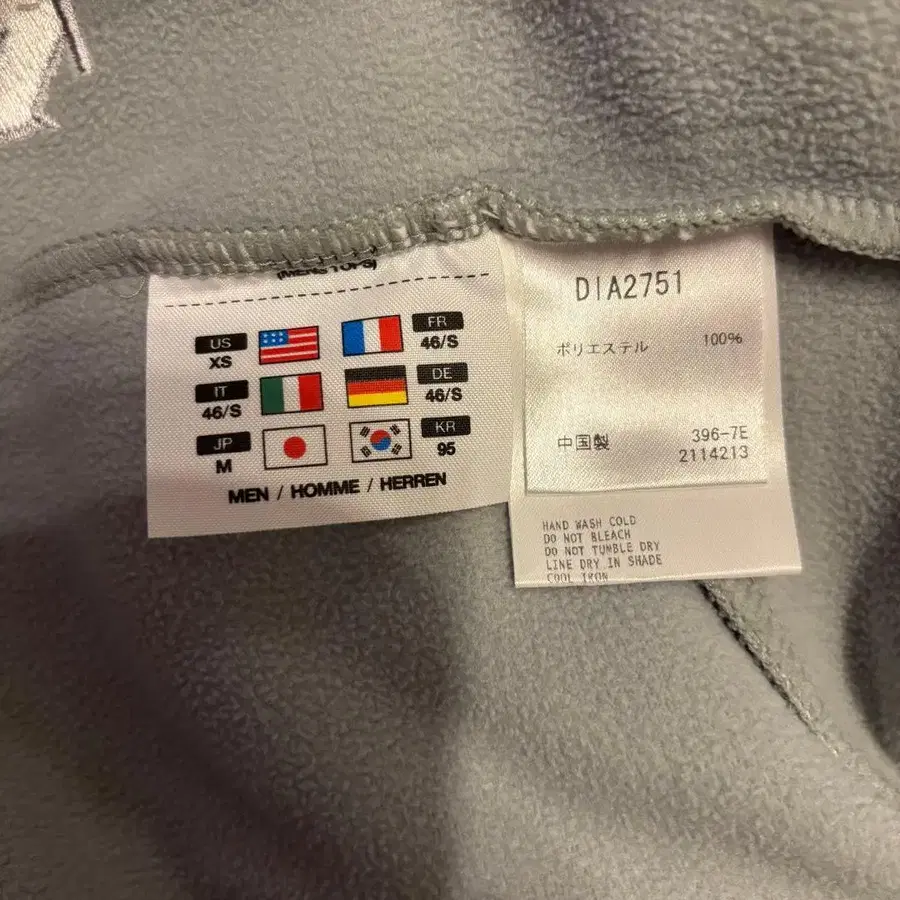 (MENS TOPS)
US
XS
FR
46/S
IT
46/S
DE
46/S
JP
M
KR
95
MEN / HOMME / HERREN
DIA2751
ポリエステル 100%
中国製 396-7E
2114213
HAND WASH COLD
DO NOT BLEACH
DO NOT TUMBLE DRY
LINE DRY IN SHADE
COOL IRON